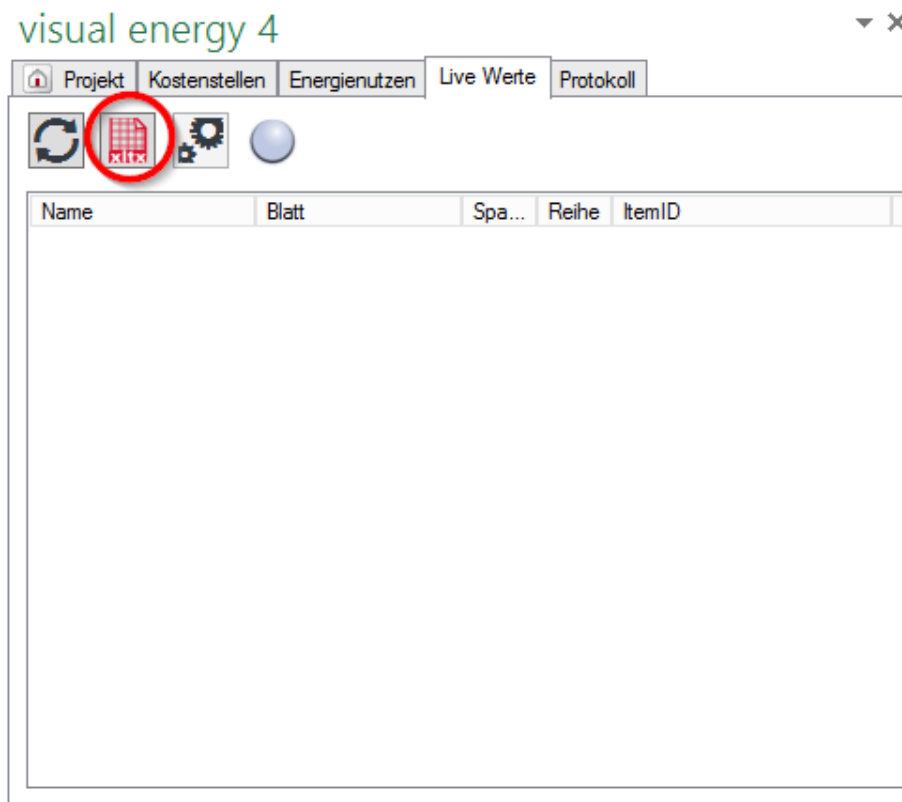 visual energy 4
Projekt Kostenstellen Energienutzen Live Werte Protokoll
xltx
Name Blatt Spa... Reihe ItemID